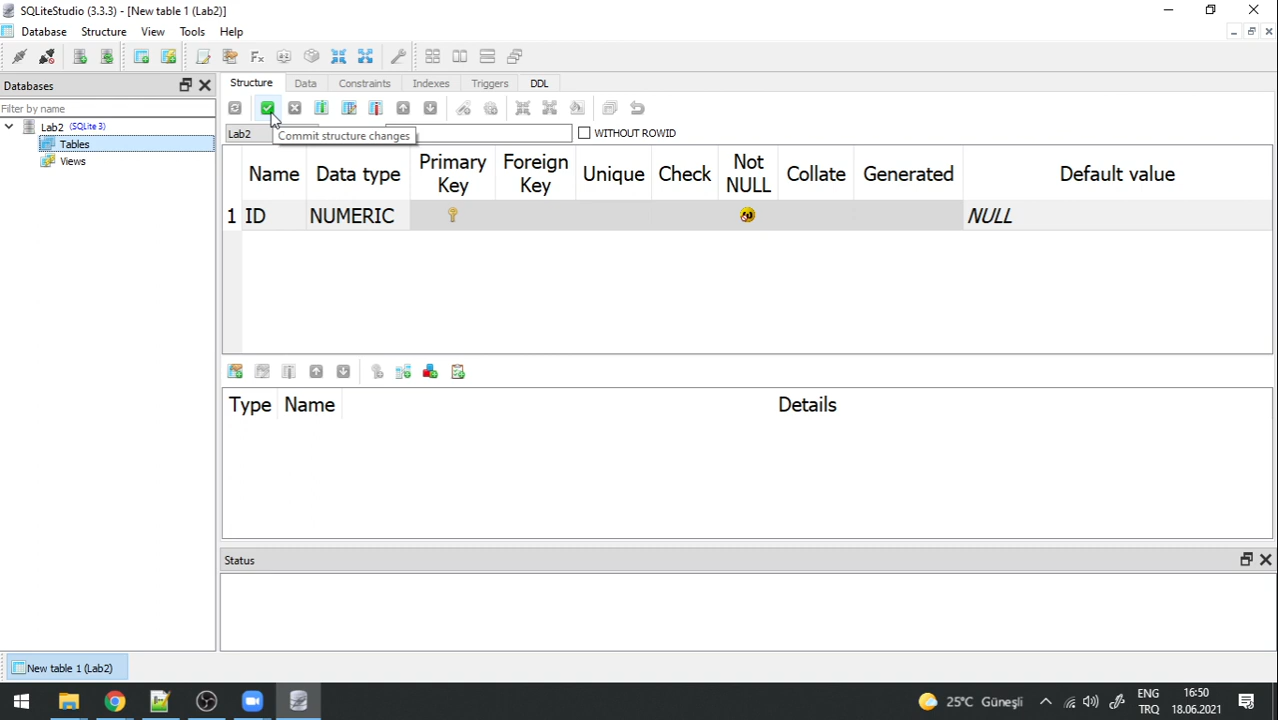 SQLiteStudio (3.3.3) - [New table 1 (Lab2)]
Database Structure View Tools Help
Databases
Structure Data Constraints Indexes Triggers DDL
Filter by name
Lab2 (SQLite 3)
Tables
Views
Commit structure changes
Lab2
WITHOUT ROWID
Name Data type Primary Key Foreign Key Unique Check Not NULL Collate Generated Default value
1 ID NUMERIC NULL
Type Name Details
Status
New table 1 (Lab2)
25°C Güneşli
ENG
TRQ
16:50
18.06.2021